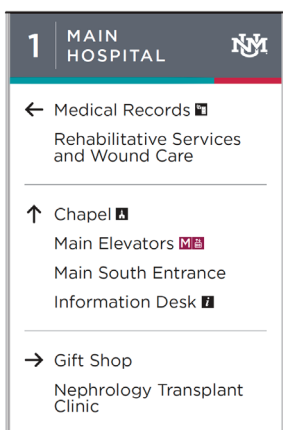 1 MAIN
HOSPITAL
UNM
← Medical Records
Rehabilitative Services
and Wound Care
↑ Chapel
Main Elevators M
Main South Entrance
Information Desk i
→ Gift Shop
Nephrology Transplant
Clinic